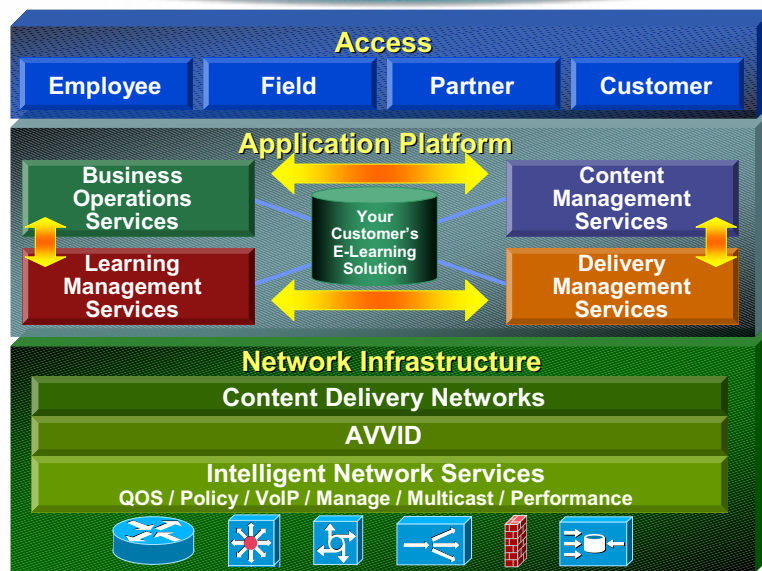 Access
Employee
Field
Partner
Customer
Application Platform
Business
Operations
Services
Content
Management
Services
Your
Customer's
E-Learning
Solution
Learning
Management
Services
Delivery
Management
Services
Network Infrastructure
Content Delivery Networks
AVVID
Intelligent Network Services
QOS / Policy / VoIP / Manage / Multicast / Performance